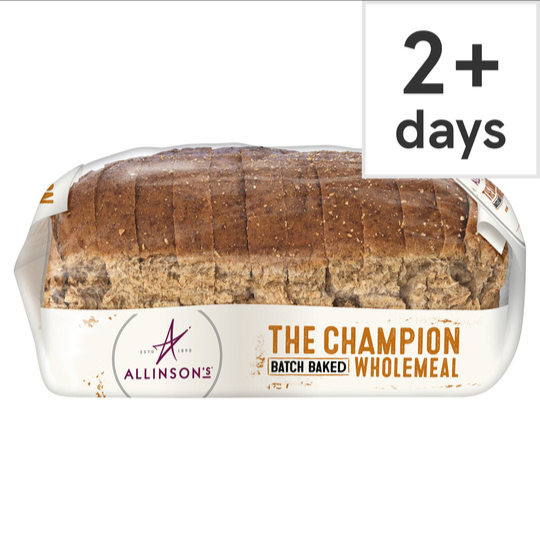 2+
days
ESTD 1892
ALLINSON'S
THE CHAMPION
BATCH BAKED WHOLEMEAL